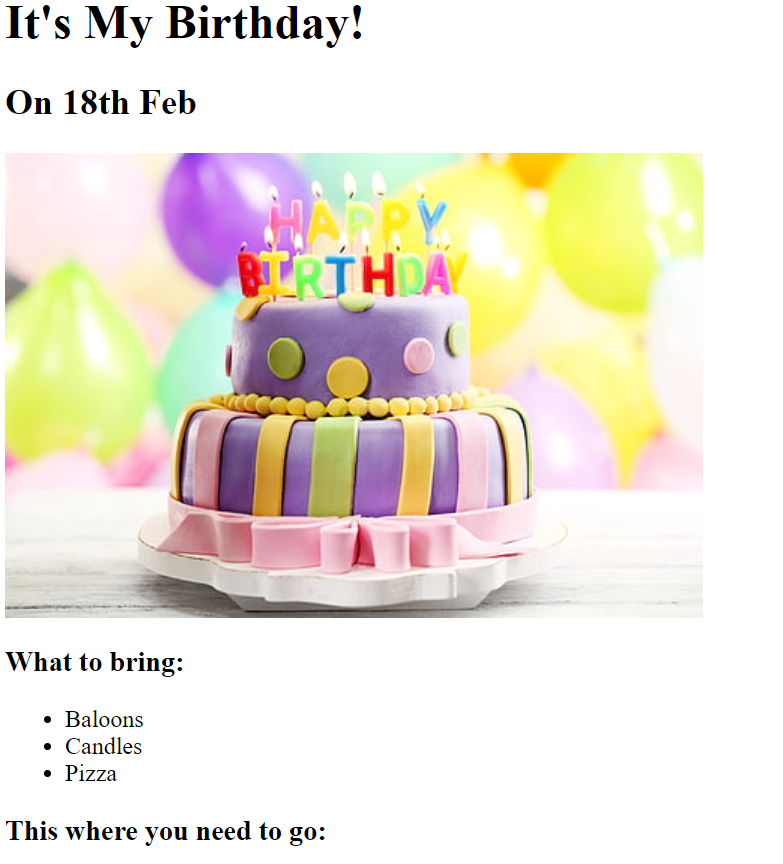 It's My Birthday!
On 18th Feb
HAPPY
BIRTHDAY
What to bring:
Baloons
Candles
Pizza
This where you need to go: